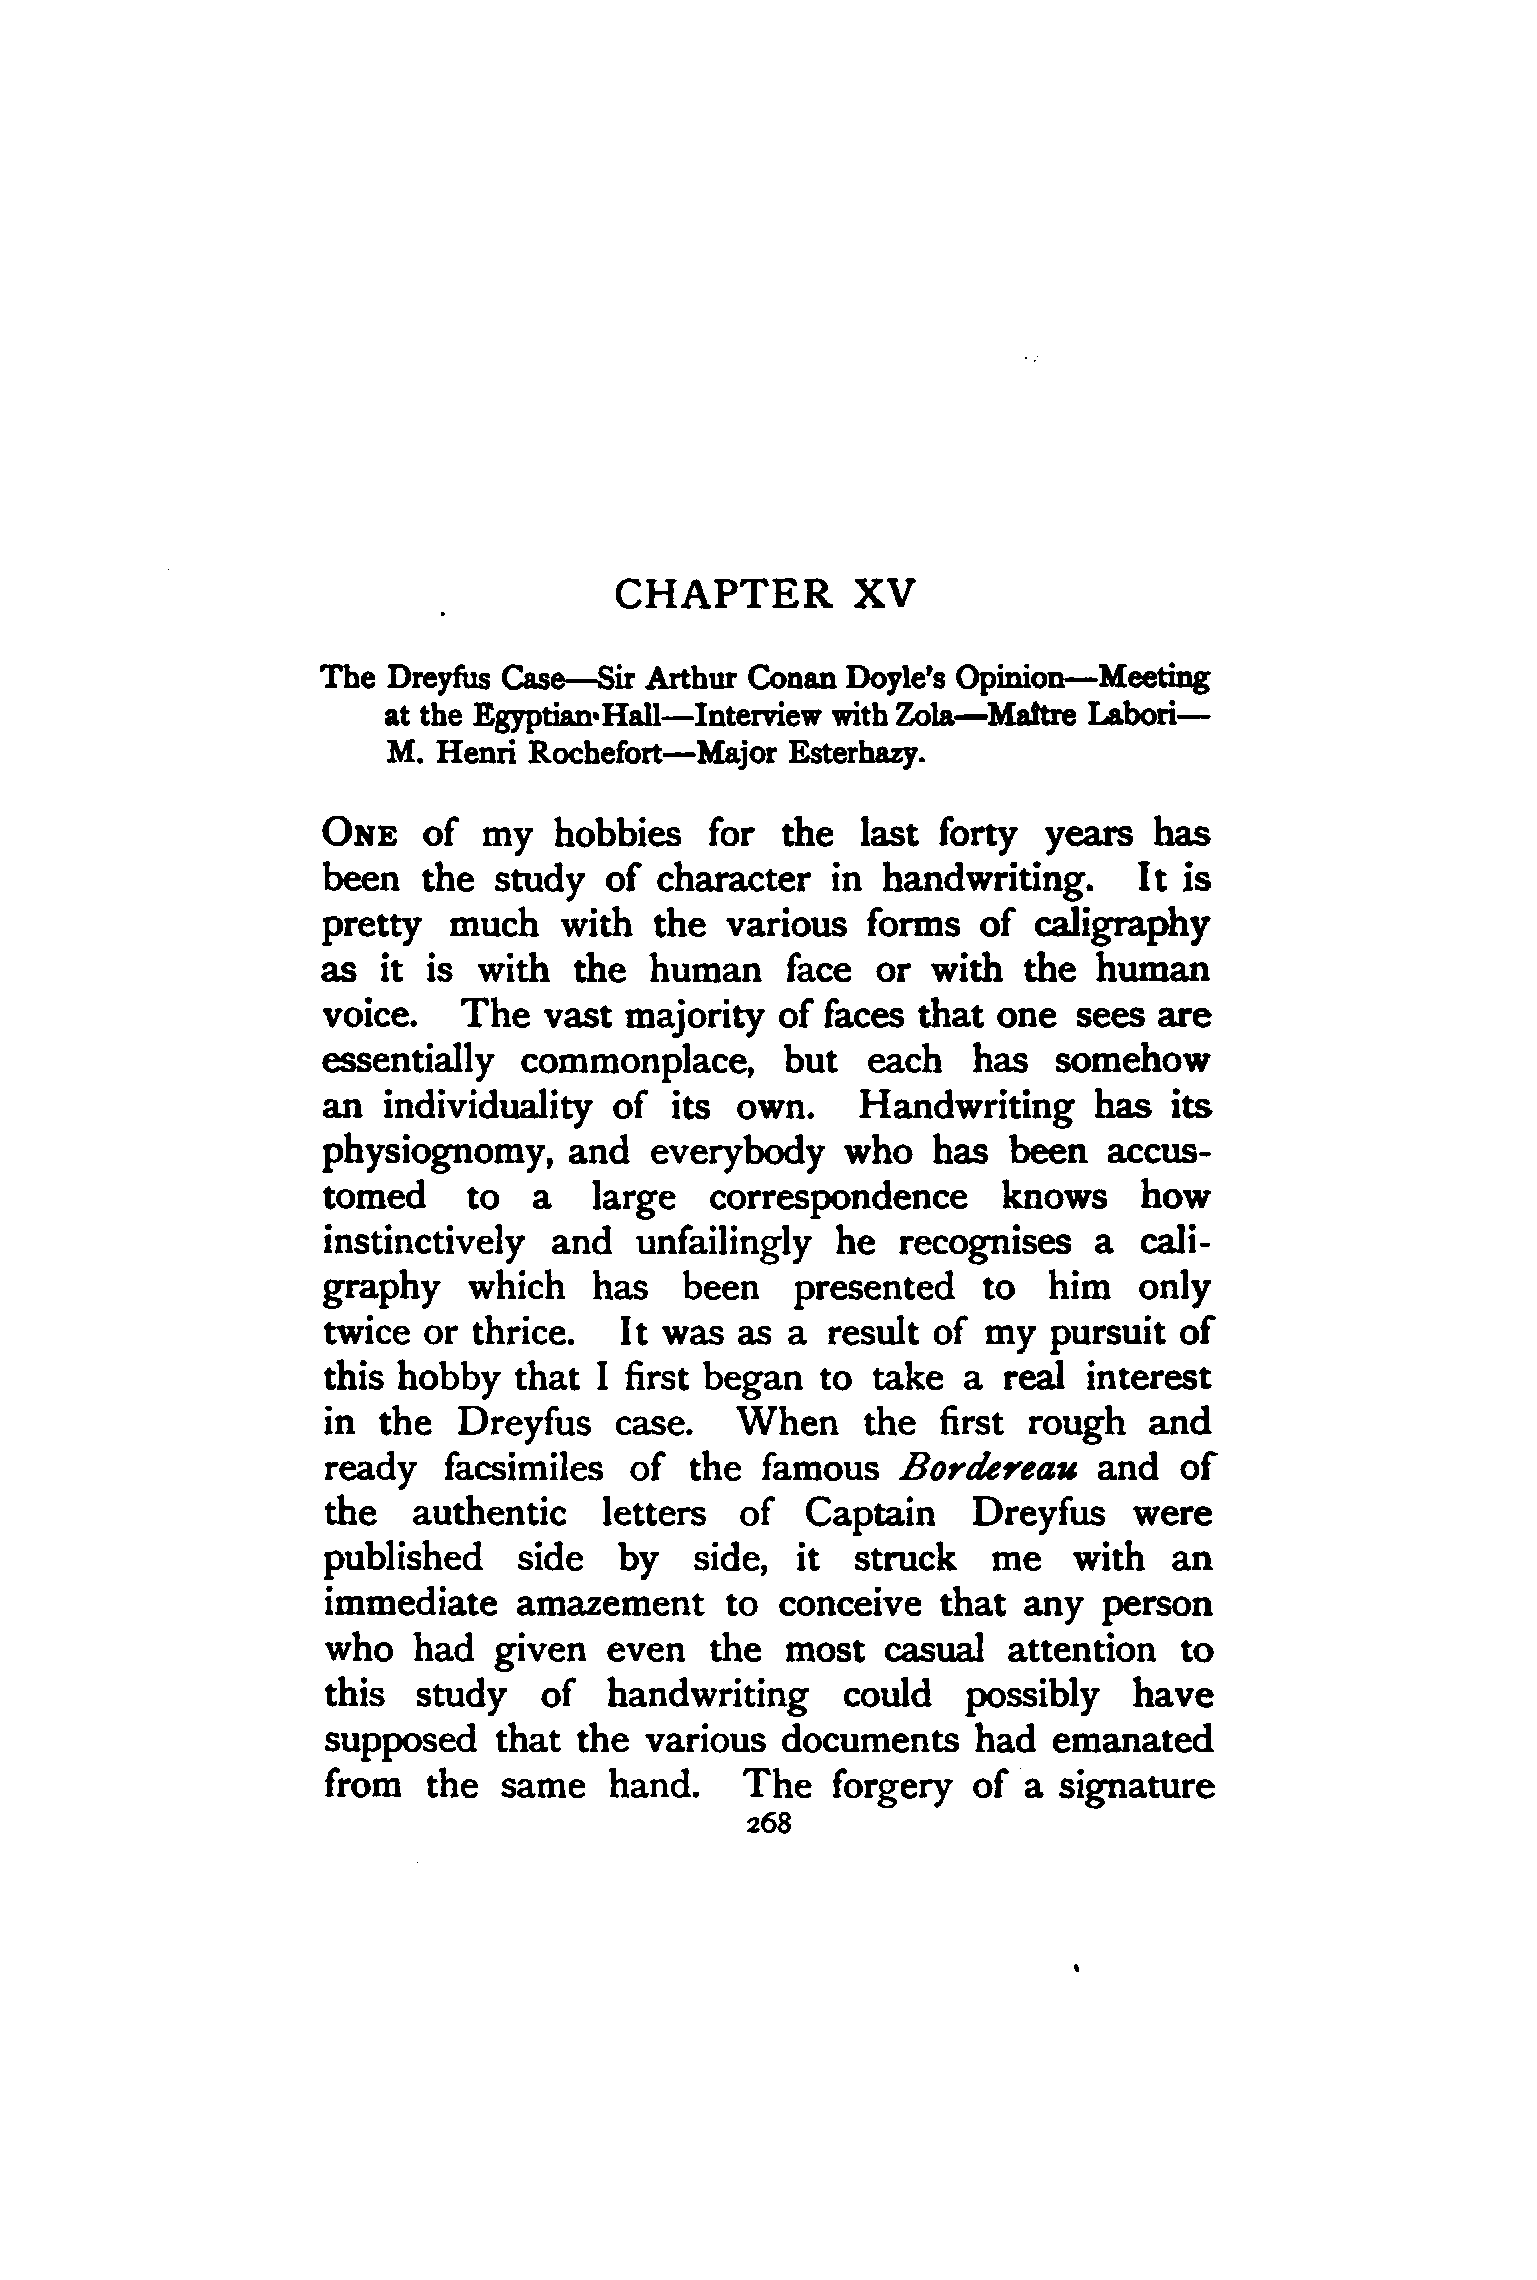 CHAPTER XV
The Dreyfus Case—Sir Arthur Conan Doyle's Opinion—Meeting
at the Egyptian Hall—Interview with Zola—Maître Labori—
M. Henri Rochefort—Major Esterhazy.
ONE of my hobbies for the last forty years has
been the study of character in handwriting. It is
pretty much with the various forms of caligraphy
as it is with the human face or with the human
voice. The vast majority of faces that one sees are
essentially commonplace, but each has somehow
an individuality of its own. Handwriting has its
physiognomy, and everybody who has been accus-
tomed to a large correspondence knows how
instinctively and unfailingly he recognises a cali-
graphy which has been presented to him only
twice or thrice. It was as a result of my pursuit of
this hobby that I first began to take a real interest
in the Dreyfus case. When the first rough and
ready facsimiles of the famous Bordereau and of
the authentic letters of Captain Dreyfus were
published side by side, it struck me with an
immediate amazement to conceive that any person
who had given even the most casual attention to
this study of handwriting could possibly have
supposed that the various documents had emanated
from the same hand. The forgery of a signature
268